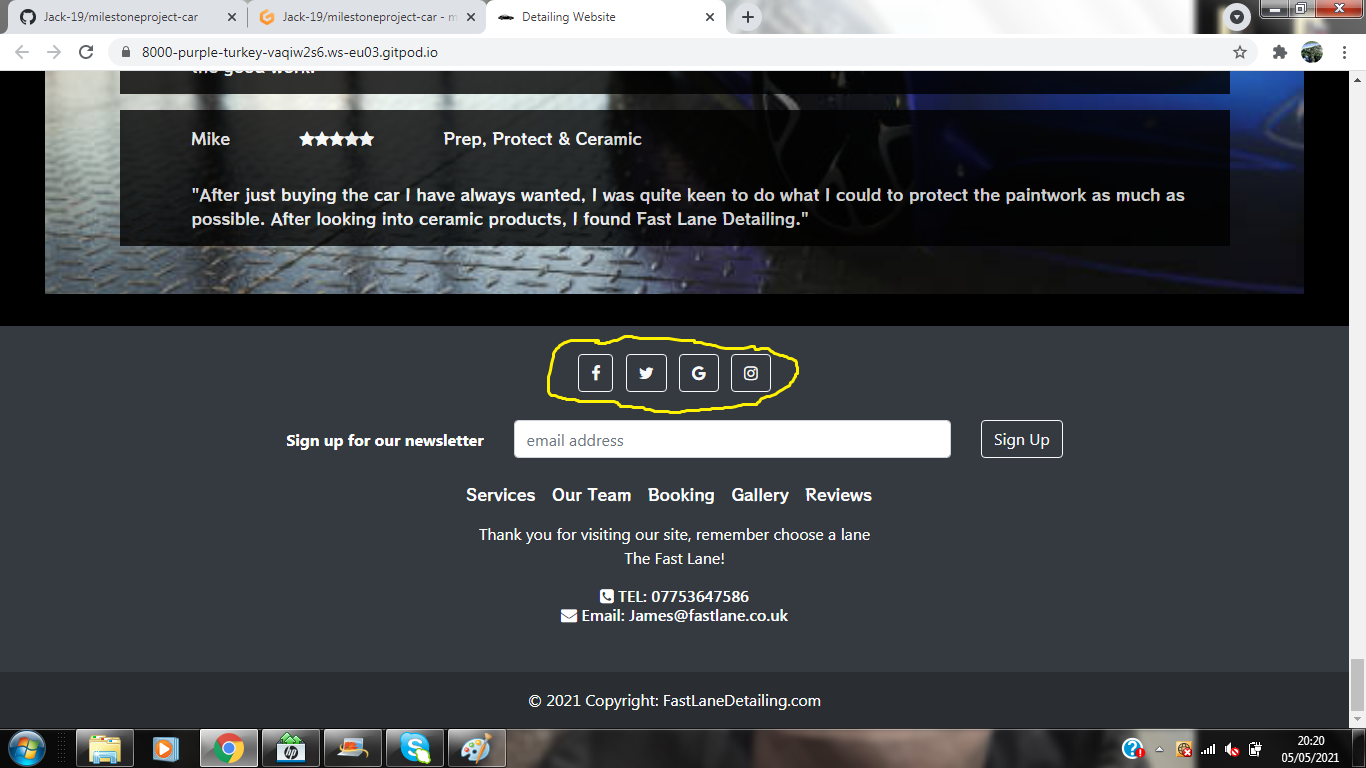 Jack-19/milestoneproject-car
Jack-19/milestoneproject-car - m
Detailing Website
8000-purple-turkey-vaqiw2s6.ws-eu03.gitpod.io
the good work."
Mike ★★★★★ Prep, Protect & Ceramic
"After just buying the car I have always wanted, I was quite keen to do what I could to protect the paintwork as much as
possible. After looking into ceramic products, I found Fast Lane Detailing."
Sign up for our newsletter
email address
Sign Up
Services Our Team Booking Gallery Reviews
Thank you for visiting our site, remember choose a lane
The Fast Lane!
TEL: 07753647586
Email: James@fastlane.co.uk
© 2021 Copyright: FastLaneDetailing.com
20:20
05/05/2021